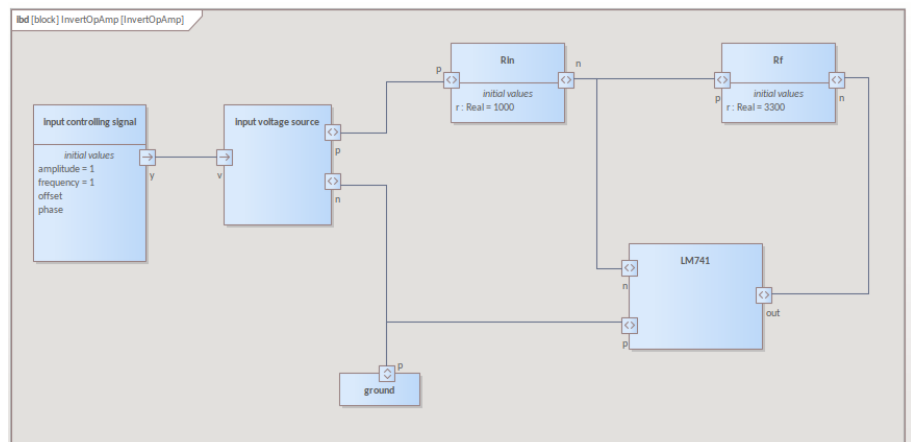 ibd [block] InvertOpAmp [InvertOpAmp]
Input controlling signal
initial values
amplitude = 1
frequency = 1
offset
phase
y
v
Input voltage source
p
n
p
Rin
n
initial values
r : Real = 1000
Rf
p
n
initial values
r : Real = 3300
LM741
n
p
out
p
ground